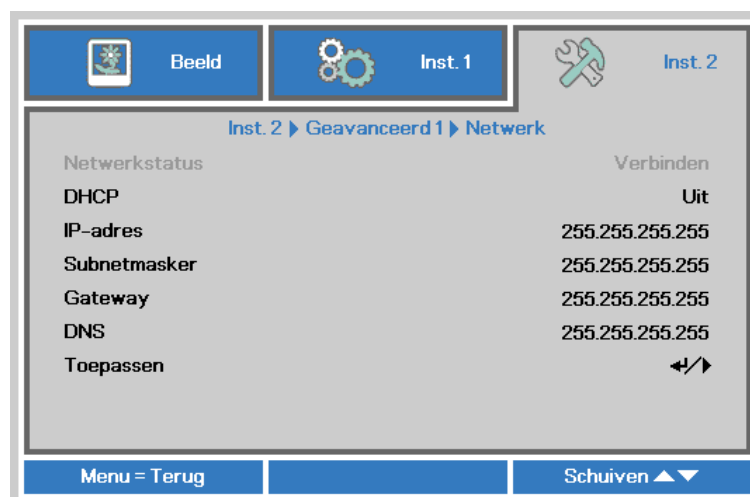 Beeld
Inst. 1
Inst. 2
Inst. 2 Geavanceerd 1 Netwerk
Netwerkstatus Verbinden
DHCP Uit
IP-adres 255.255.255.255
Subnetmasker 255.255.255.255
Gateway 255.255.255.255
DNS 255.255.255.255
Toepassen /
Menu = Terug
Schuiven